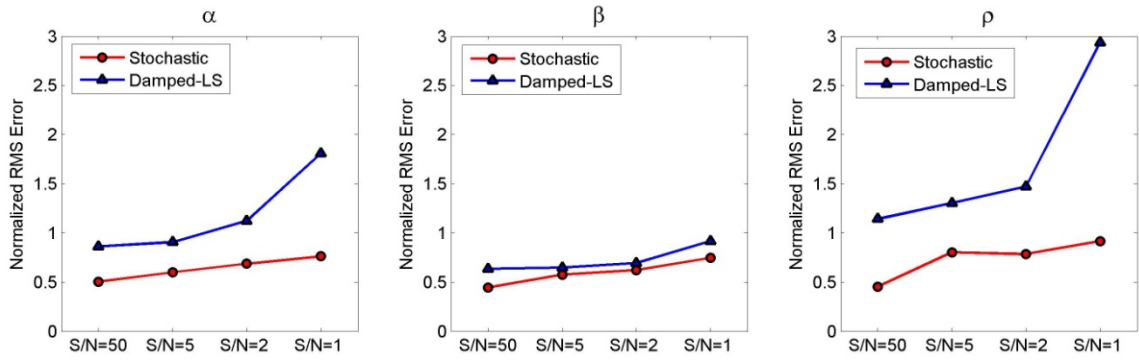 α
Normalized RMS Error
3
2.5
2
1.5
1
0.5
0
Stochastic
Damped-LS
S/N=50 S/N=5 S/N=2 S/N=1
β
Normalized RMS Error
3
2.5
2
1.5
1
0.5
0
Stochastic
Damped-LS
S/N=50 S/N=5 S/N=2 S/N=1
ρ
Normalized RMS Error
3
2.5
2
1.5
1
0.5
0
Stochastic
Damped-LS
S/N=50 S/N=5 S/N=2 S/N=1